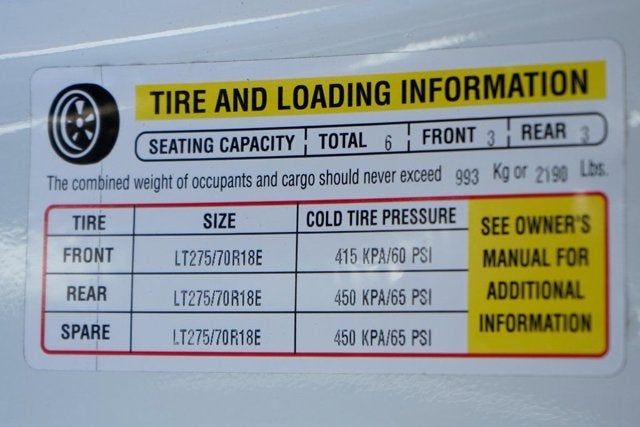 TIRE AND LOADING INFORMATION
SEATING CAPACITY TOTAL 6 FRONT 3 REAR 3
The combined weight of occupants and cargo should never exceed 993 Kg or 2190 Lbs.
TIRE SIZE COLD TIRE PRESSURE
FRONT LT275/70R18E 415 KPA/60 PSI
REAR LT275/70R18E 450 KPA/65 PSI
SPARE LT275/70R18E 450 KPA/65 PSI
SEE OWNER'S
MANUAL FOR
ADDITIONAL
INFORMATION